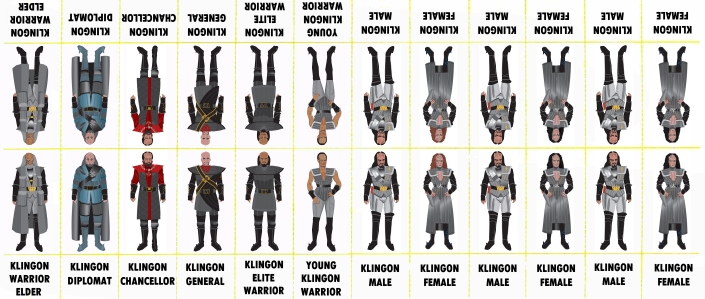 KLINGON WARRIOR ELDER
KLINGON DIPLOMAT
KLINGON CHANCELLOR
KLINGON GENERAL
KLINGON ELITE WARRIOR
YOUNG KLINGON WARRIOR
KLINGON MALE
KLINGON FEMALE
KLINGON MALE
KLINGON FEMALE
KLINGON MALE
KLINGON FEMALE
KLINGON
WARRIOR
ELDER
KLINGON
DIPLOMAT
KLINGON
CHANCELLOR
KLINGON
GENERAL
KLINGON
ELITE
WARRIOR
YOUNG
KLINGON
WARRIOR
KLINGON
MALE
KLINGON
FEMALE
KLINGON
MALE
KLINGON
FEMALE
KLINGON
MALE
KLINGON
FEMALE